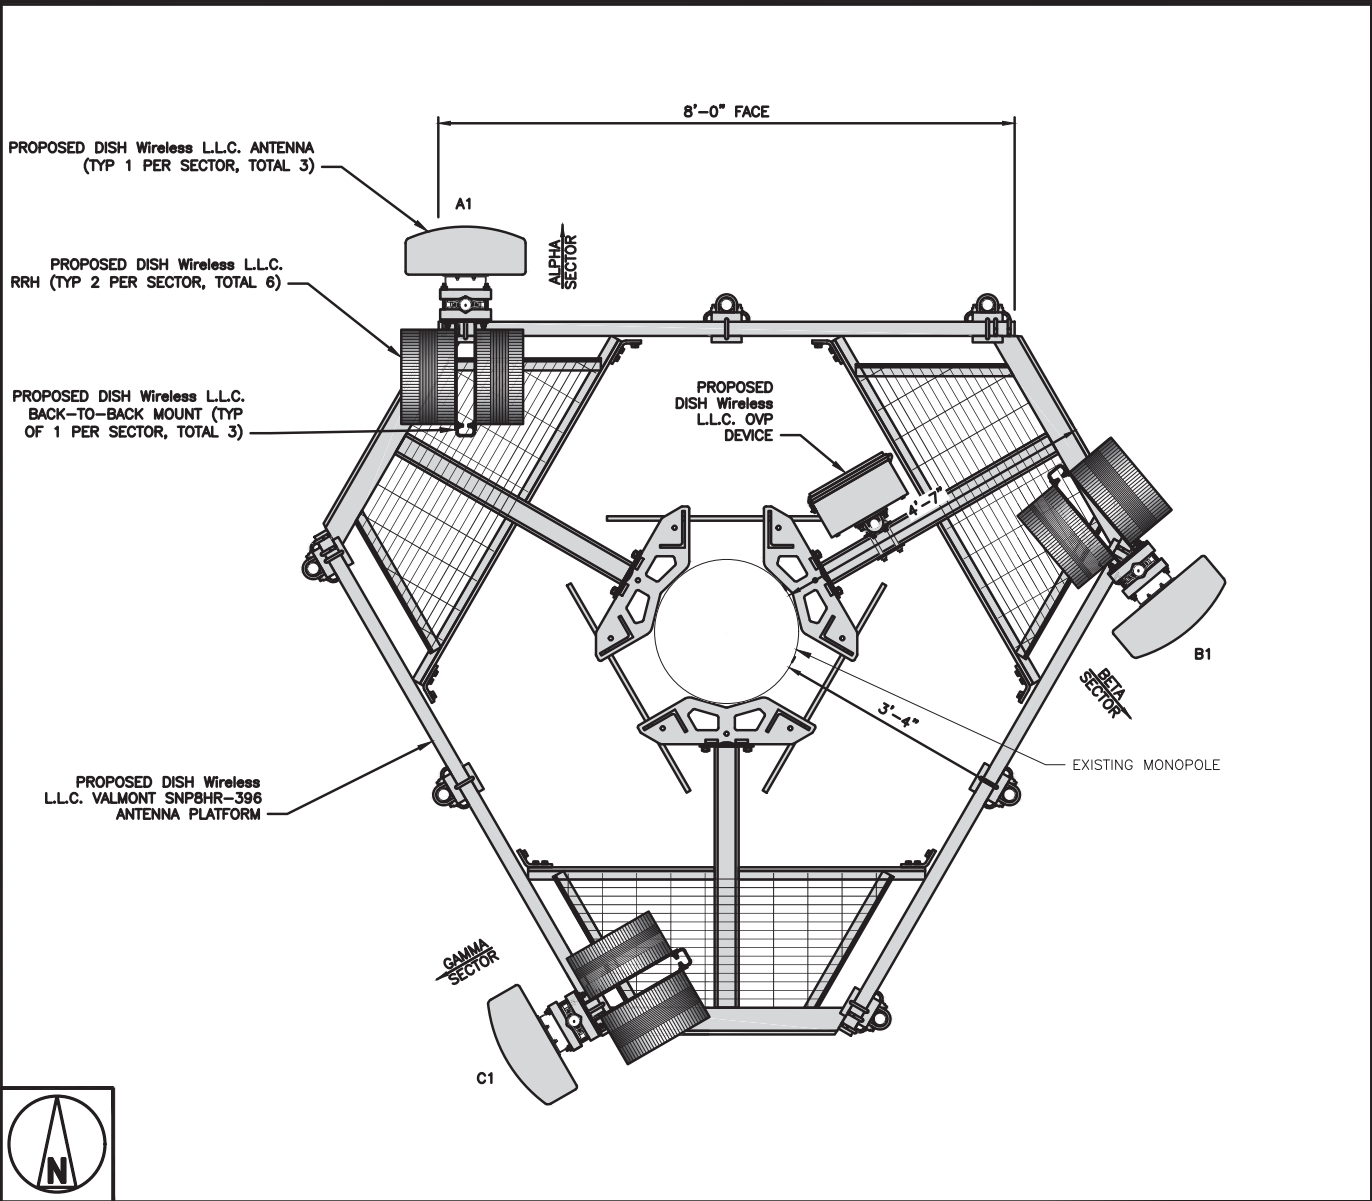 8'-0" FACE
PROPOSED DISH Wireless L.L.C. ANTENNA
(TYP 1 PER SECTOR, TOTAL 3)
A1
ALPHA
SECTOR
PROPOSED DISH Wireless L.L.C.
RRH (TYP 2 PER SECTOR, TOTAL 6)
PROPOSED DISH Wireless L.L.C.
BACK-TO-BACK MOUNT (TYP
OF 1 PER SECTOR, TOTAL 3)
PROPOSED
DISH Wireless
L.L.C. OVP
DEVICE
4'-7"
B1
BETA
SECTOR
3'-4"
EXISTING MONOPOLE
PROPOSED DISH Wireless
L.L.C. VALMONT SNP8HR-396
ANTENNA PLATFORM
GAMMA
SECTOR
C1
N